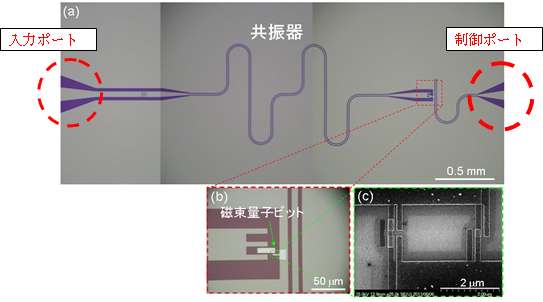 (a)
共振器
入力ポート
制御ポート
0.5 mm
(b)
磁束量子ビット
50 μm
(c)
2 μm